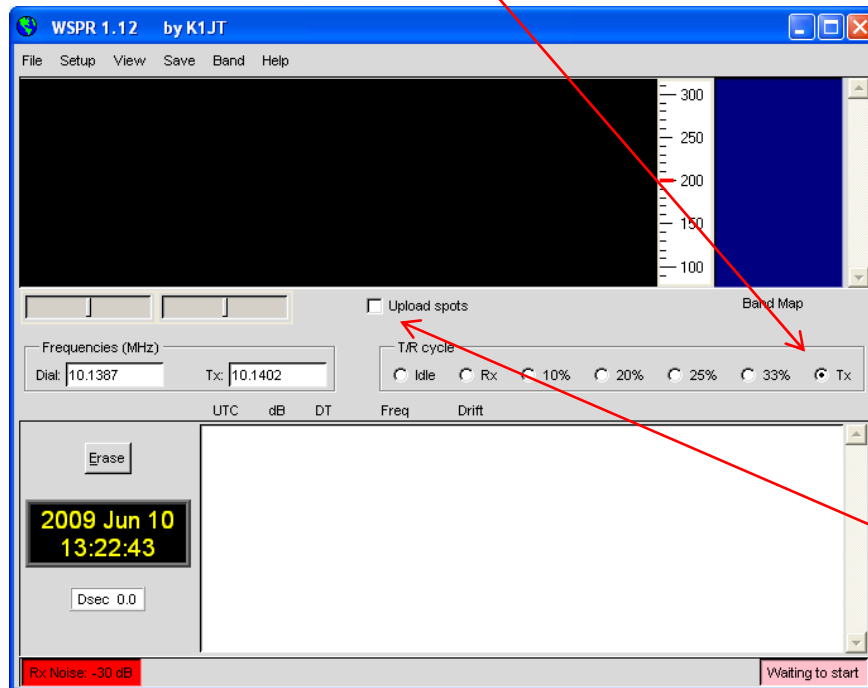 WSPR 1.12 by K1JT
File Setup View Save Band Help
300
250
200
150
100
Upload spots
Band Map
Frequencies (MHz)
Dial: 10.1387 Tx: 10.1402
T/R cycle
Idle Rx 10% 20% 25% 33% Tx
UTC dB DT Freq Drift
Erase
2009 Jun 10
13:22:43
Dsec 0.0
Rx Noise: -30 dB
Waiting to start